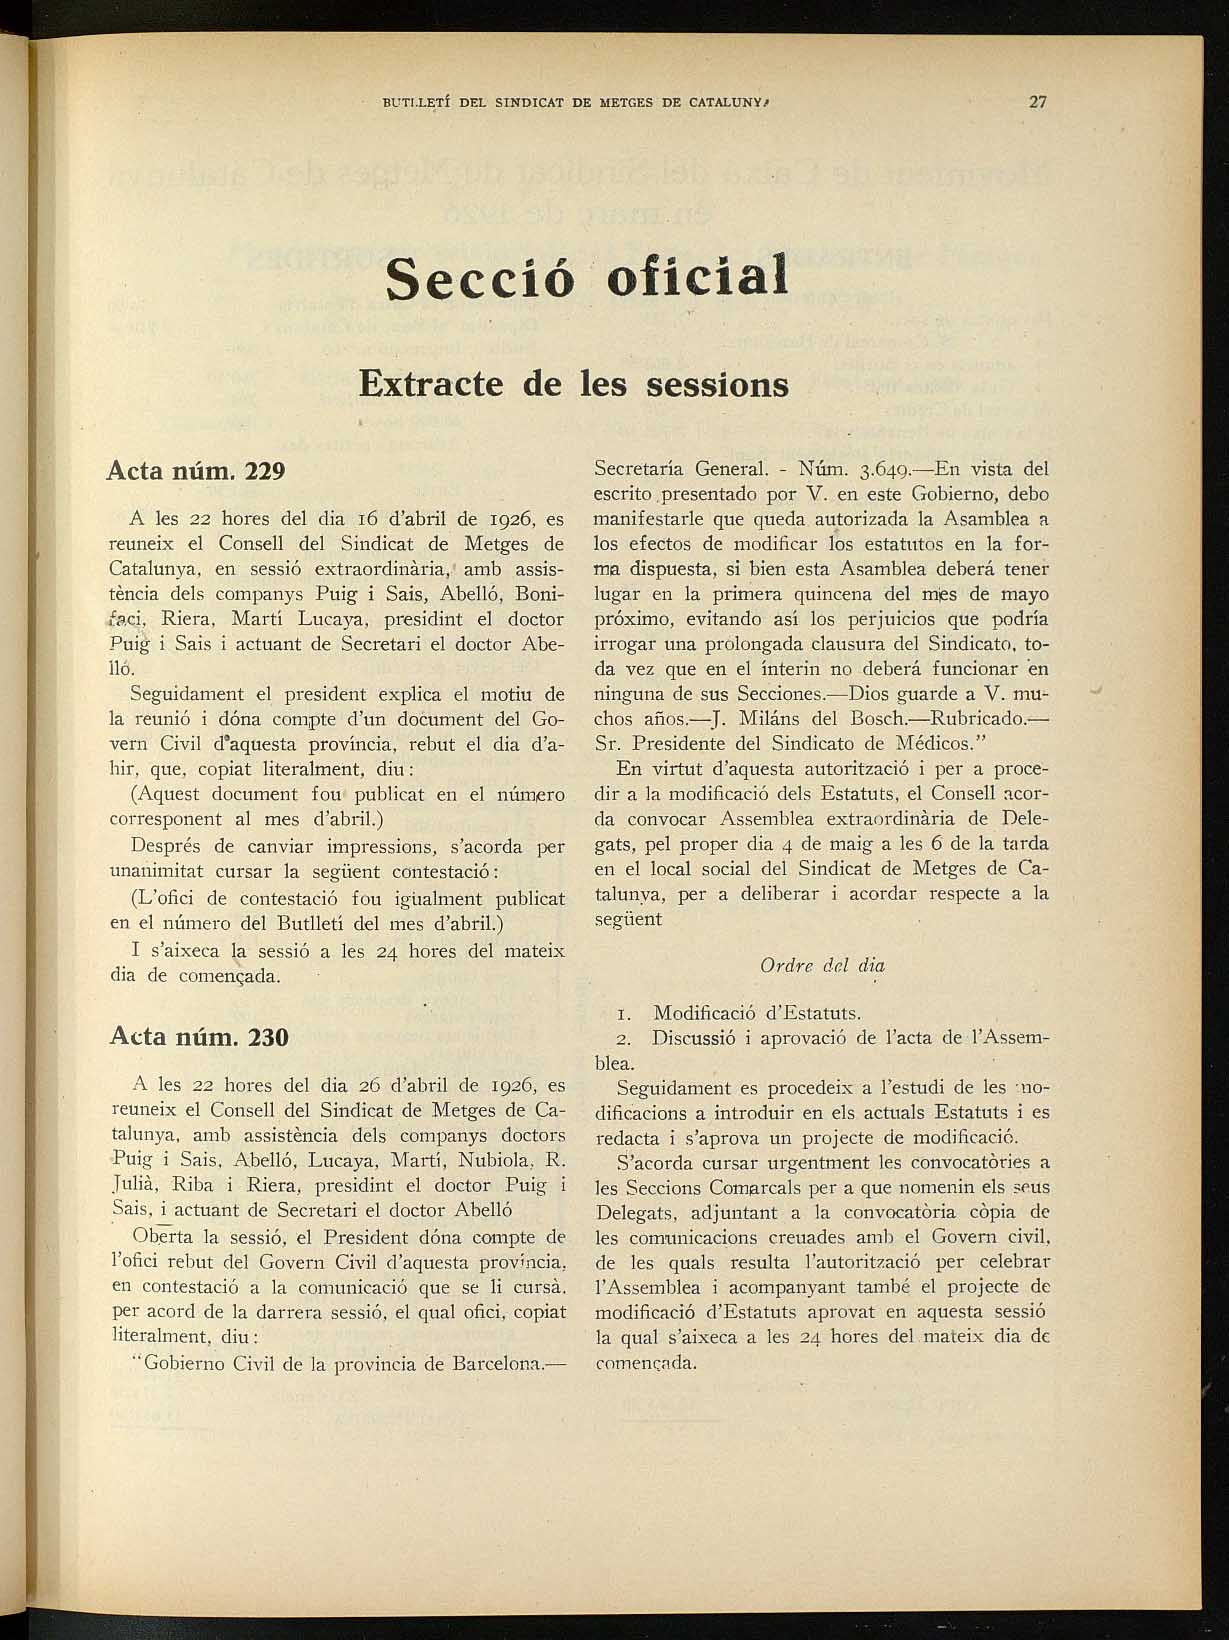 BUTLLETÍ DEL SINDICAT DE METGES DE CATALUNYA
27
Secció oficial
Extracte de les sessions
Acta núm. 229
A les 22 hores del dia 16 d'abril de 1926, es
reuneix el Consell del Sindicat de Metges de
Catalunya, en sessió extraordinària, amb assis-
tència dels companys Puig i Sais, Abelló, Boni-
faci, Riera, Martí Lucaya, presidint el doctor
Puig i Sais i actuant de Secretari el doctor Abe-
lló.
Seguidament el president explica el motiu de
la reunió i dóna compte d'un document del Go-
vern Civil d'aquesta província, rebut el dia d'a-
hir, que, copiat literalment, diu:
(Aquest document fou publicat en el número
corresponent al mes d'abril.)
Després de canviar impressions, s'acorda per
unanimitat cursar la següent contestació:
(L'ofici de contestació fou igualment publicat
en el número del Butlletí del mes d'abril.)
I s'aixeca la sessió a les 24 hores del mateix
dia de començada.
Acta núm. 230
A les 22 hores del dia 26 d'abril de 1926, es
reuneix el Consell del Sindicat de Metges de Ca-
talunya, amb assistència dels companys doctors
Puig i Sais, Abelló, Lucaya, Martí, Nubiola, R.
Julià, Riba i Riera, presidint el doctor Puig i
Sais, i actuant de Secretari el doctor Abelló
Oberta la sessió, el President dóna compte de
l'ofici rebut del Govern Civil d'aquesta província,
en contestació a la comunicació que se li cursà,
per acord de la darrera sessió, el qual ofici, copiat
literalment, diu:
"Gobierno Civil de la provincia de Barcelona.—
Secretaría General. - Núm. 3.649.—En vista del
escrito presentado por V. en este Gobierno, debo
manifestarle que queda autorizada la Asamblea a
los efectos de modificar los estatutos en la for-
ma dispuesta, si bien esta Asamblea deberá tener
lugar en la primera quincena del mes de mayo
próximo, evitando así los perjuicios que podría
irrogar una prolongada clausura del Sindicato, to-
da vez que en el ínterin no deberá funcionar en
ninguna de sus Secciones.—Dios guarde a V. mu-
chos años.—J. Miláns del Bosch.—Rubricado.—
Sr. Presidente del Sindicato de Médicos."
En virtut d'aquesta autorització i per a proce-
dir a la modificació dels Estatuts, el Consell acor-
da convocar Assemblea extraordinària de Dele-
gats, pel proper dia 4 de maig a les 6 de la tarda
en el local social del Sindicat de Metges de Ca-
talunya, per a deliberar i acordar respecte a la
següent
Ordre del dia
1. Modificació d'Estatuts.
2. Discussió i aprovació de l'acta de l'Assem-
blea.
Seguidament es procedeix a l'estudi de les mo-
dificacions a introduir en els actuals Estatuts i es
redacta i s'aprova un projecte de modificació.
S'acorda cursar urgentment les convocatòries a
les Seccions Comarcals per a que nomenin els seus
Delegats, adjuntant a la convocatòria còpia de
les comunicacions creuades amb el Govern civil,
de les quals resulta l'autorització per celebrar
l'Assemblea i acompanyant també el projecte de
modificació d'Estatuts aprovat en aquesta sessió
la qual s'aixeca a les 24 hores del mateix dia de
començada.